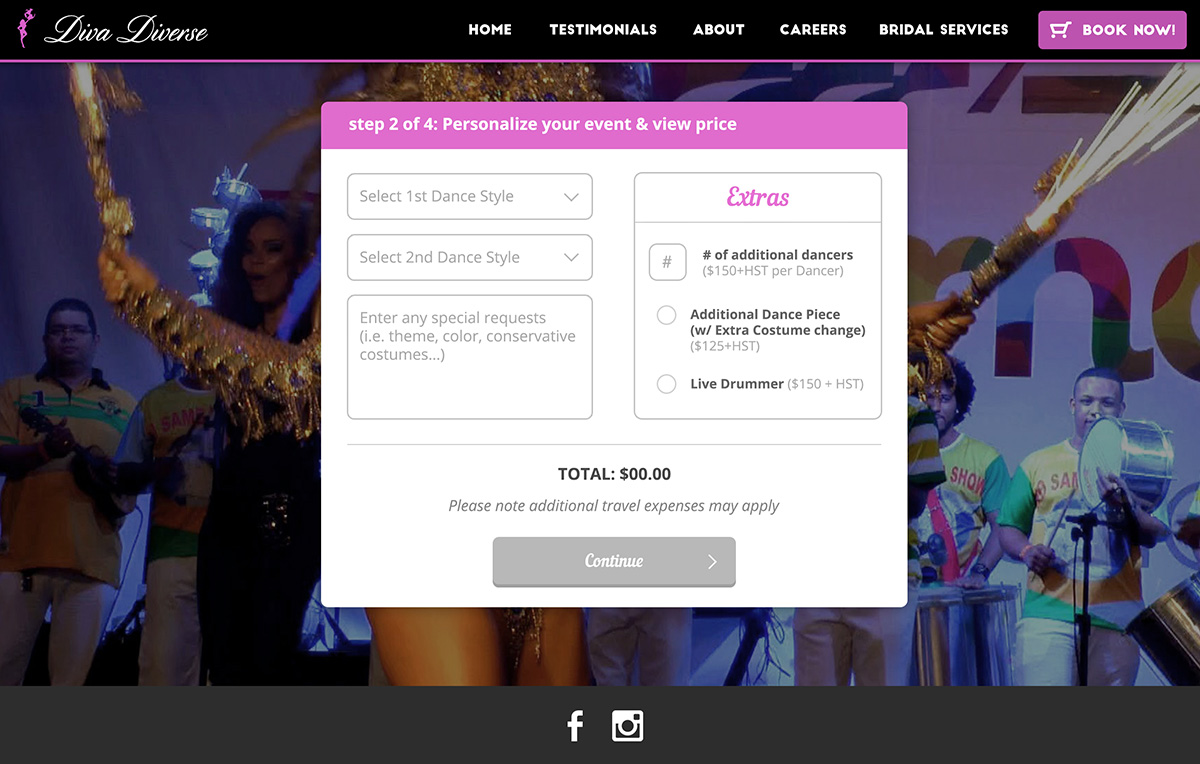 Diva Diverse
HOME
TESTIMONIALS
ABOUT
CAREERS
BRIDAL SERVICES
BOOK NOW!
step 2 of 4: Personalize your event & view price
Select 1st Dance Style
Select 2nd Dance Style
Enter any special requests
(i.e. theme, color, conservative
costumes...)
Extras
#
# of additional dancers
($150+HST per Dancer)
Additional Dance Piece
(w/ Extra Costume change)
($125+HST)
Live Drummer ($150 + HST)
TOTAL: $00.00
Please note additional travel expenses may apply
Continue
SHOW